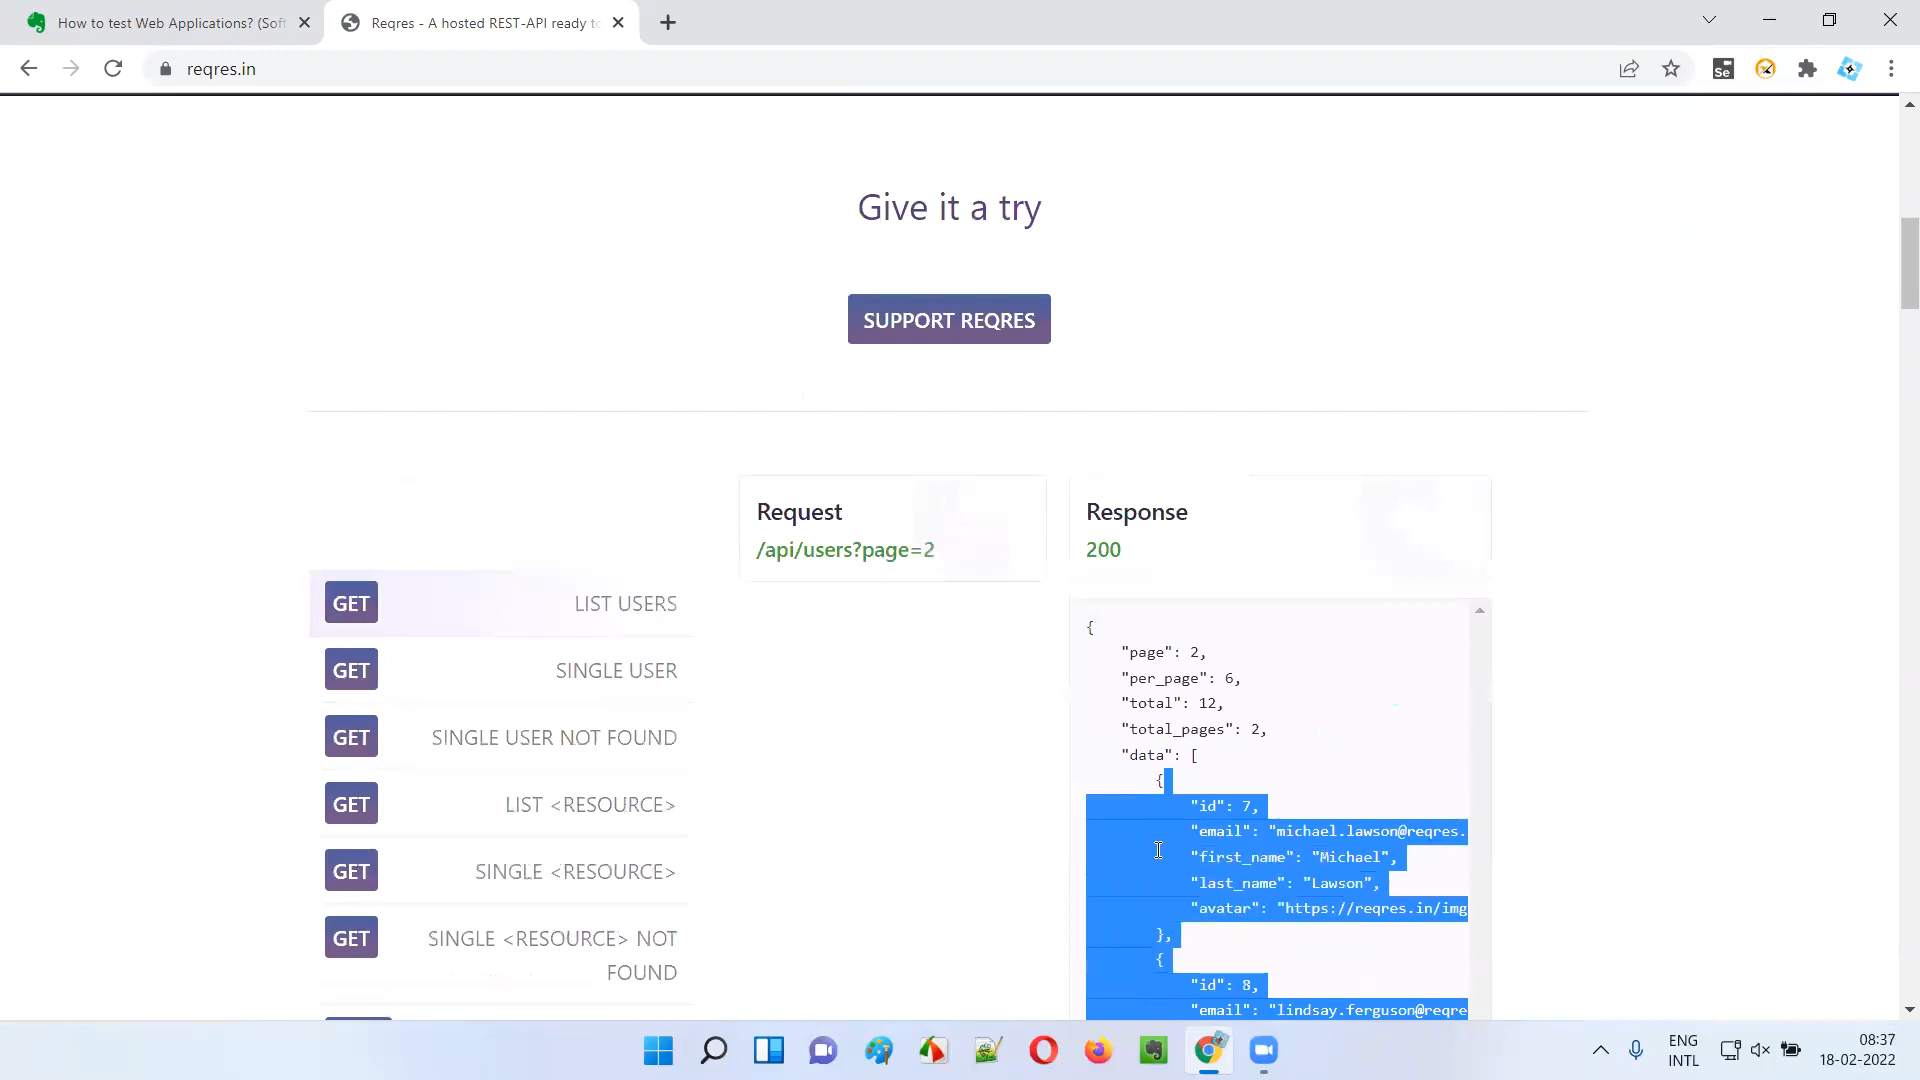 How to test Web Applications? (Sof
Reqres - A hosted REST-API ready to
reqres.in
Se
Give it a try
SUPPORT REQRES
Request
/api/users?page=2
Response
200
GET LIST USERS
GET SINGLE USER
GET SINGLE USER NOT FOUND
GET LIST <RESOURCE>
GET SINGLE <RESOURCE>
GET SINGLE <RESOURCE> NOT
FOUND
{
"page": 2,
"per_page": 6,
"total": 12,
"total_pages": 2,
"data": [
{
"id": 7,
"email": "michael.lawson@reqres.
"first_name": "Michael",
"last_name": "Lawson",
"avatar": "https://reqres.in/img
},
{
"id": 8,
"email": "lindsay.ferguson@reqre
ENG
INTL
08:37
18-02-2022